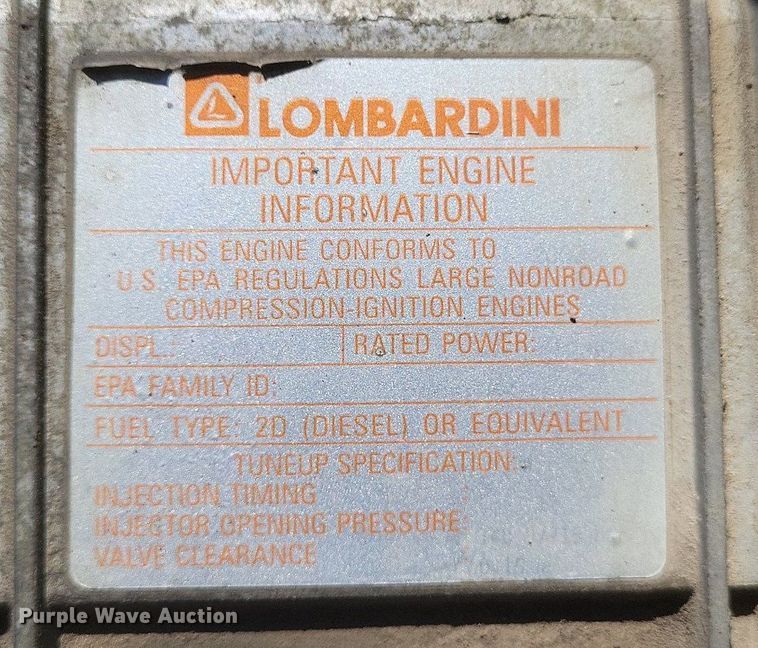 LOMBARDINI
IMPORTANT ENGINE
INFORMATION
THIS ENGINE CONFORMS TO
U.S. EPA REGULATIONS LARGE NONROAD
COMPRESSION-IGNITION ENGINES
DISPL.: RATED POWER:
EPA FAMILY ID:
FUEL TYPE: 2D (DIESEL) OR EQUIVALENT
TUNEUP SPECIFICATION:
INJECTION TIMING :
INJECTOR OPENING PRESSURE:
VALVE CLEARANCE :
Purple Wave Auction